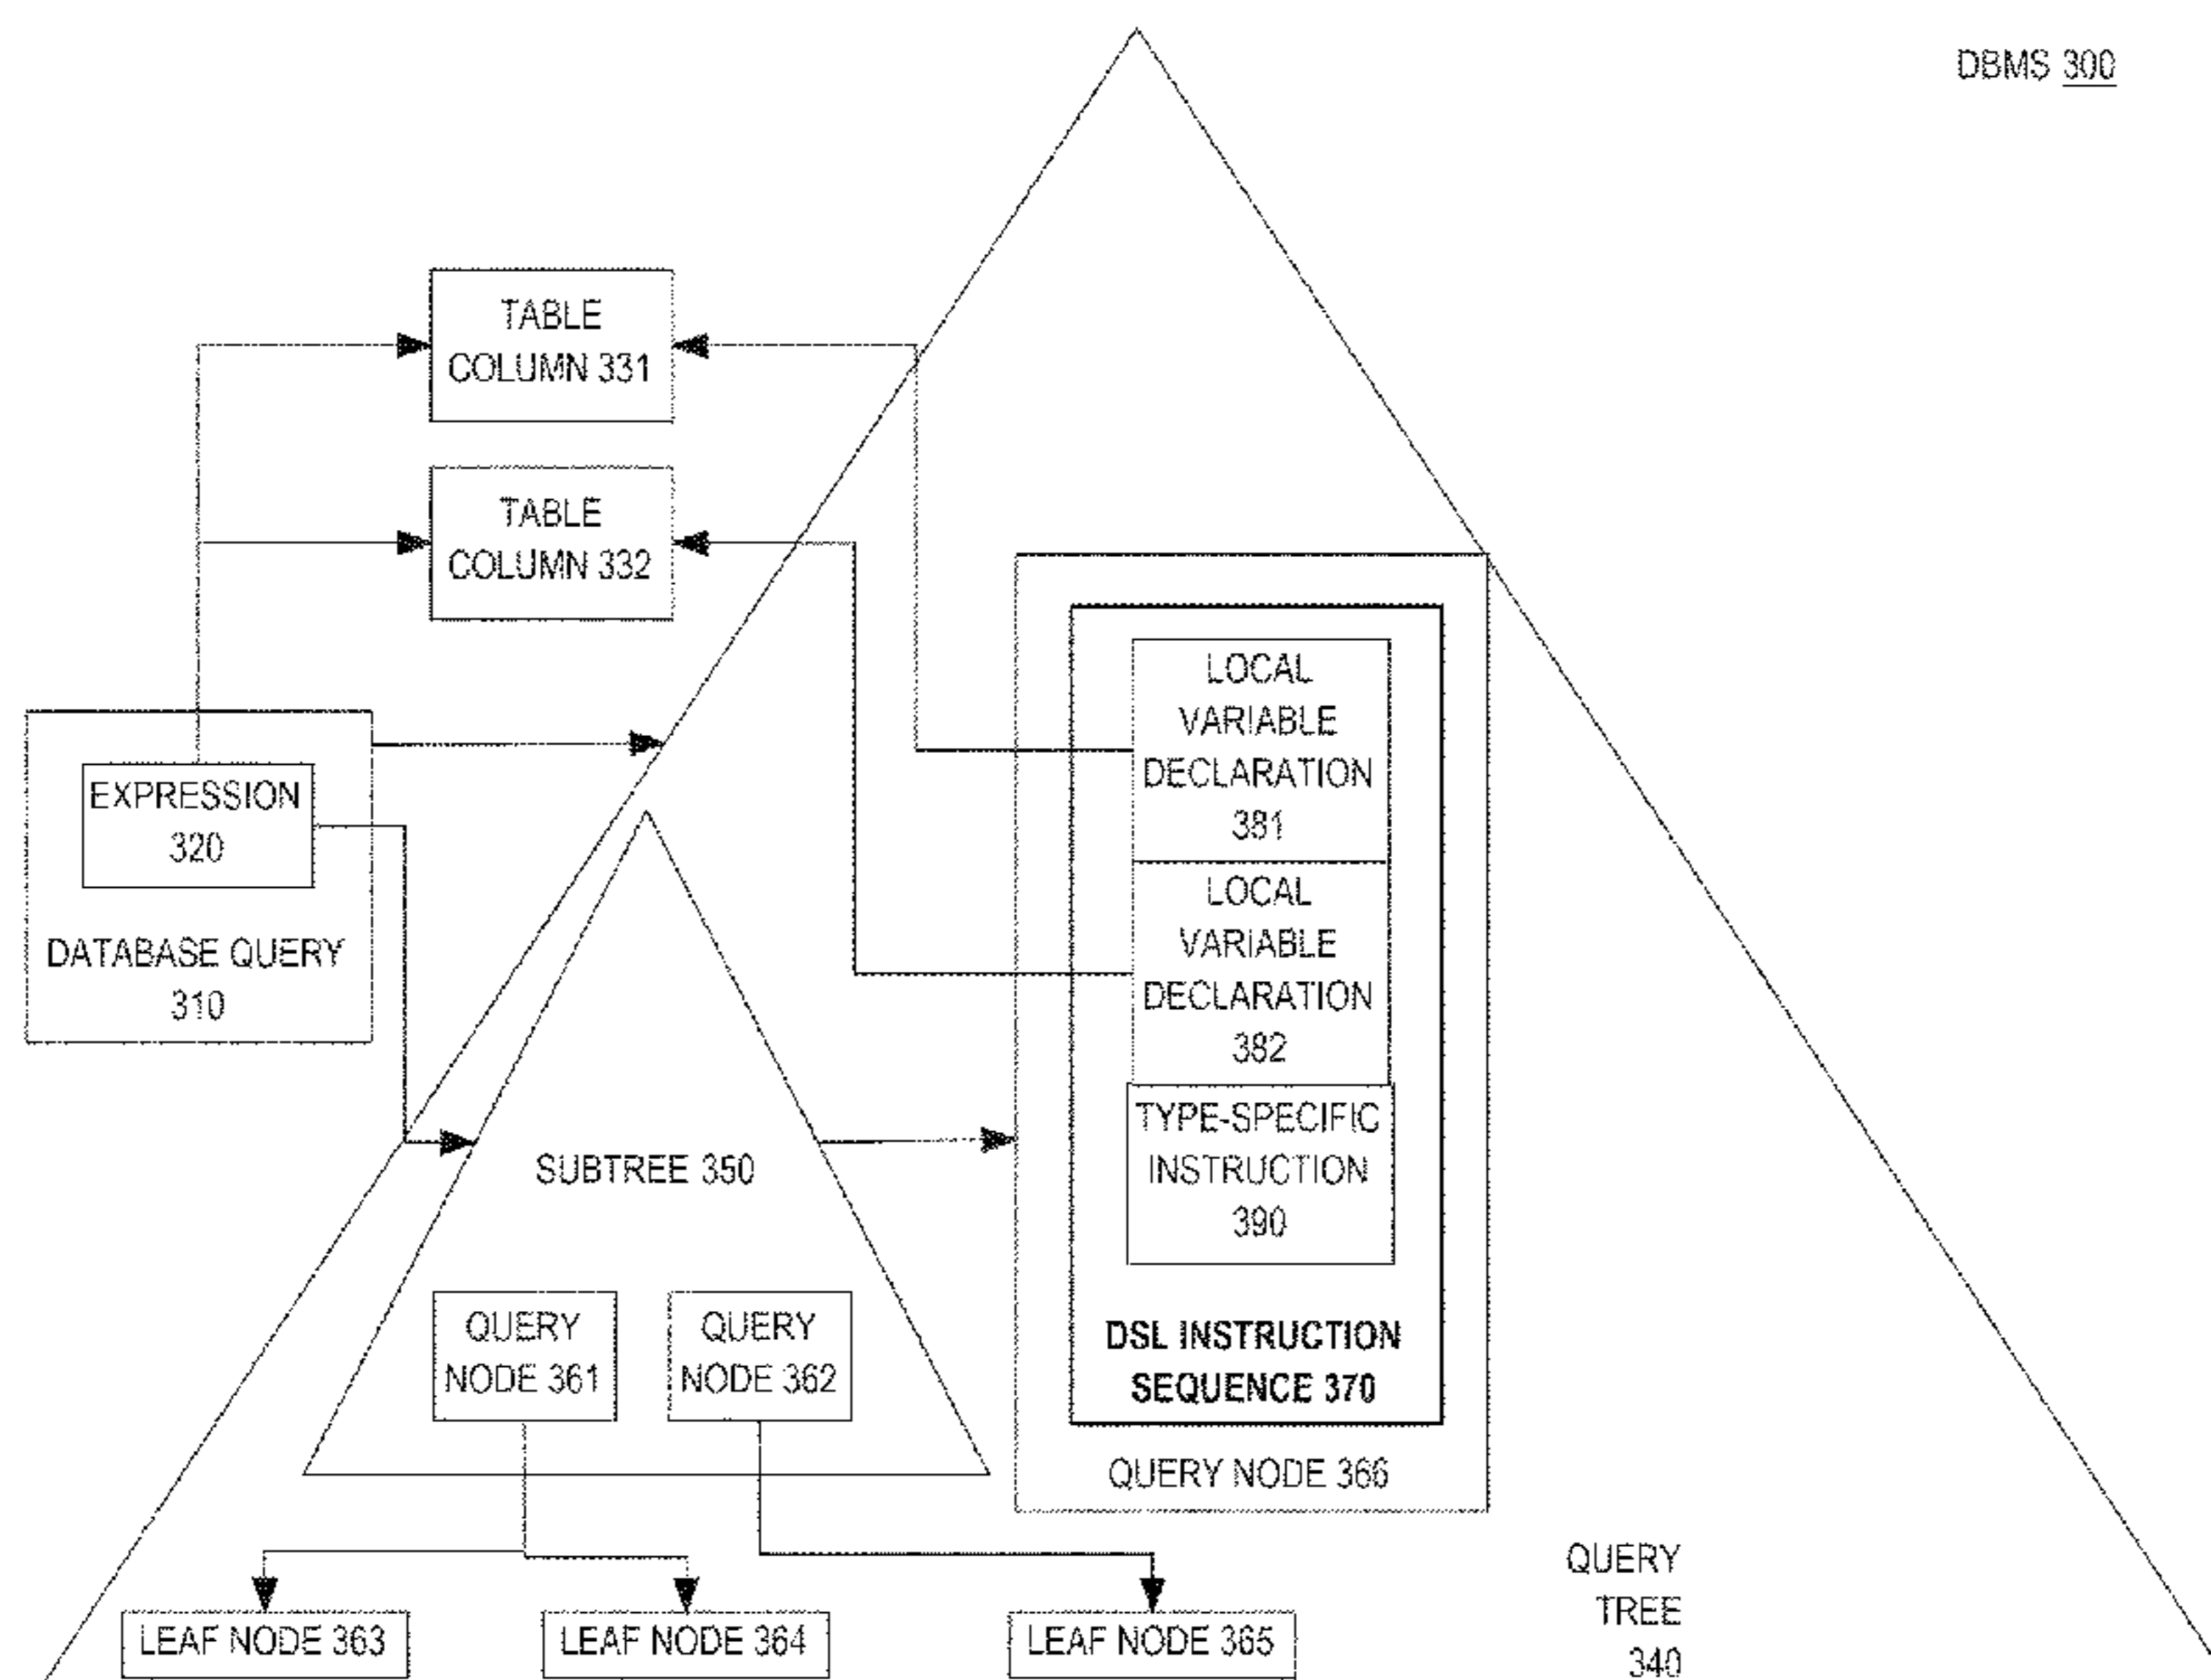 DBMS 300
TABLE
COLUMN 331
TABLE
COLUMN 332
LOCAL
VARIABLE
DECLARATION
381
EXPRESSION
320
DATABASE QUERY
310
LOCAL
VARIABLE
DECLARATION
382
TYPE-SPECIFIC
INSTRUCTION
390
SUBTREE 350
QUERY
NODE 361
QUERY
NODE 362
DSL INSTRUCTION
SEQUENCE 370
QUERY NODE 366
QUERY
TREE
340
LEAF NODE 363
LEAF NODE 364
LEAF NODE 365